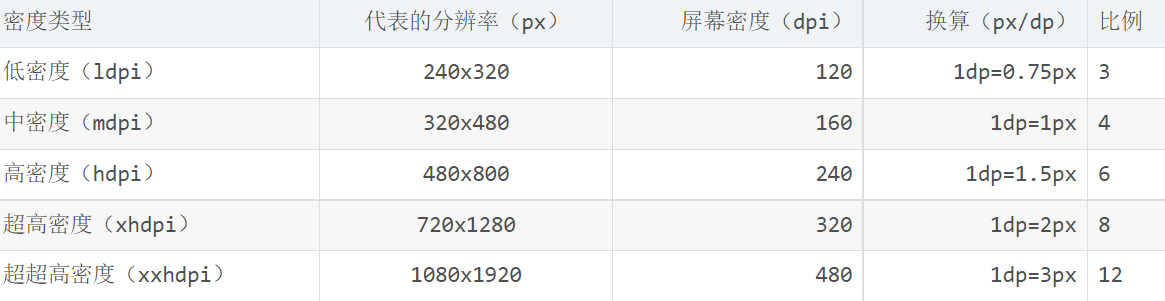 密度类型 代表的分辨率（px） 屏幕密度（dpi） 换算（px/dp） 比例
低密度（ldpi） 240x320 120 1dp=0.75px 3
中密度（mdpi） 320x480 160 1dp=1px 4
高密度（hdpi） 480x800 240 1dp=1.5px 6
超高密度（xhdpi） 720x1280 320 1dp=2px 8
超超高密度（xxhdpi） 1080x1920 480 1dp=3px 12